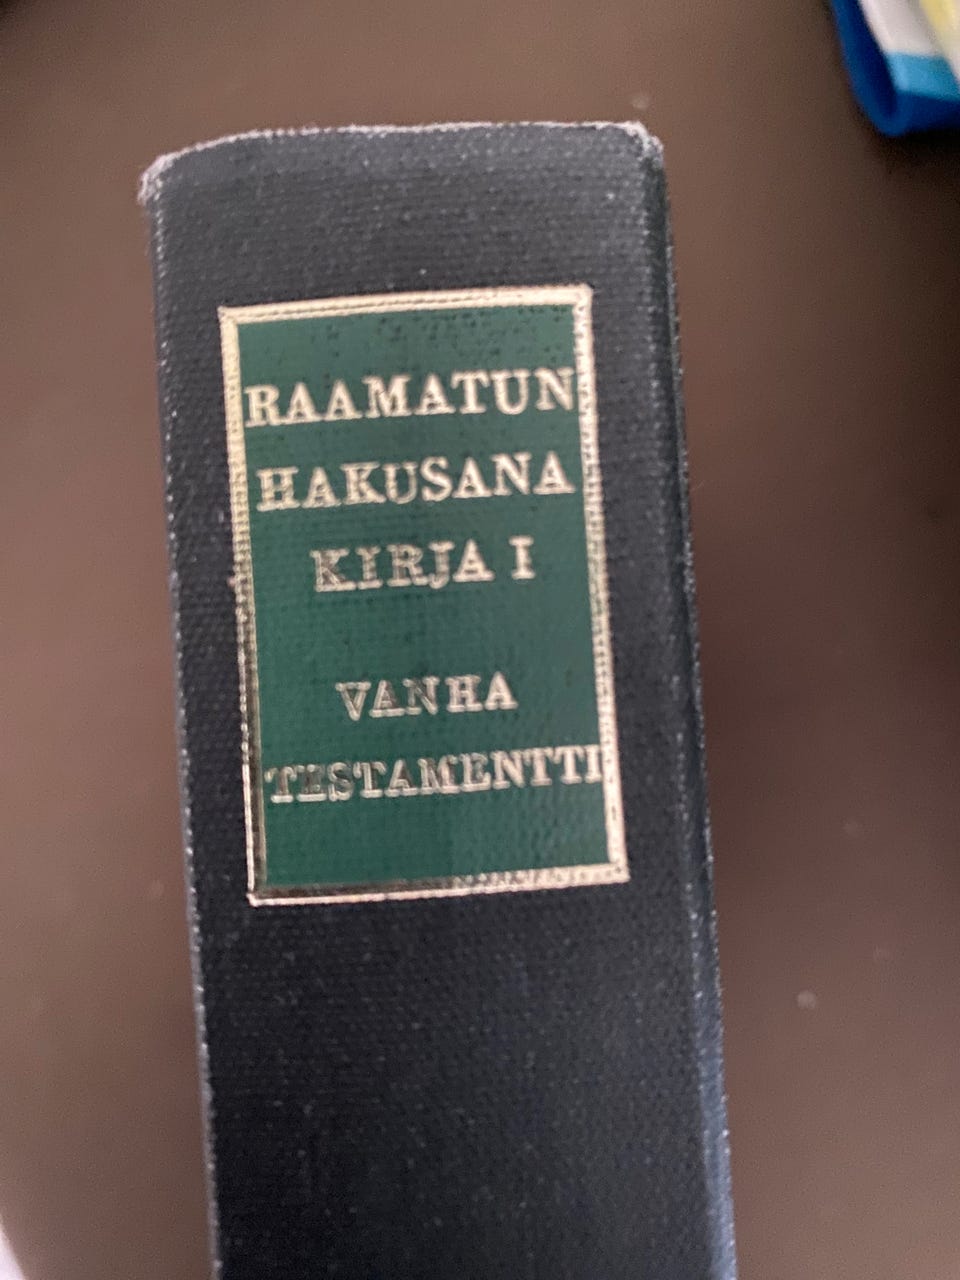 RAAMATUN
HAKUSANA
KIRJA I
VANHA
TESTAMENTTI